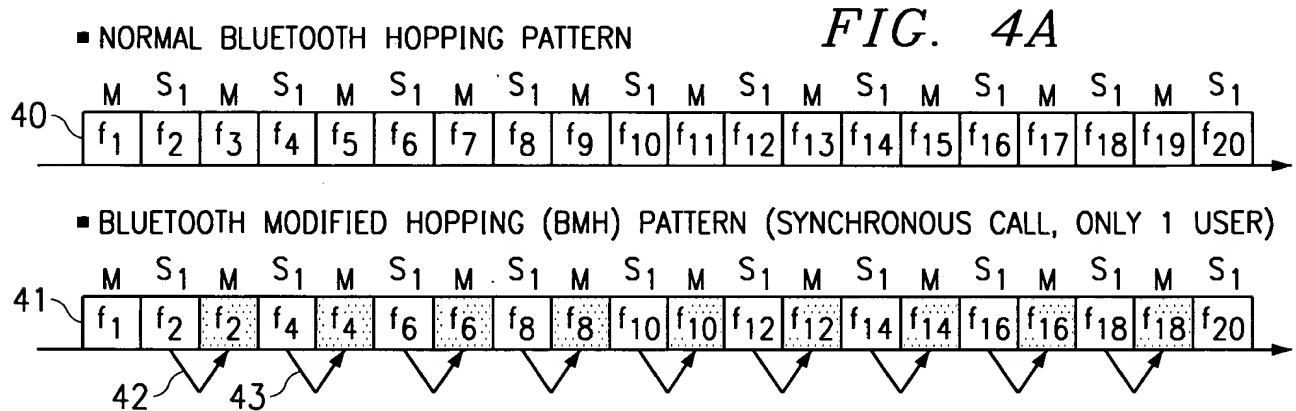 FIG. 4A
▪ NORMAL BLUETOOTH HOPPING PATTERN
M S1 M S1 M S1 M S1 M S1 M S1 M S1 M S1 M S1 M S1
40 f1 f2 f3 f4 f5 f6 f7 f8 f9 f10 f11 f12 f13 f14 f15 f16 f17 f18 f19 f20
▪ BLUETOOTH MODIFIED HOPPING (BMH) PATTERN (SYNCHRONOUS CALL, ONLY 1 USER)
M S1 M S1 M S1 M S1 M S1 M S1 M S1 M S1 M S1 M S1
41 f1 f2 f2 f4 f4 f6 f6 f8 f8 f10 f10 f12 f12 f14 f14 f16 f16 f18 f18 f20
42 43